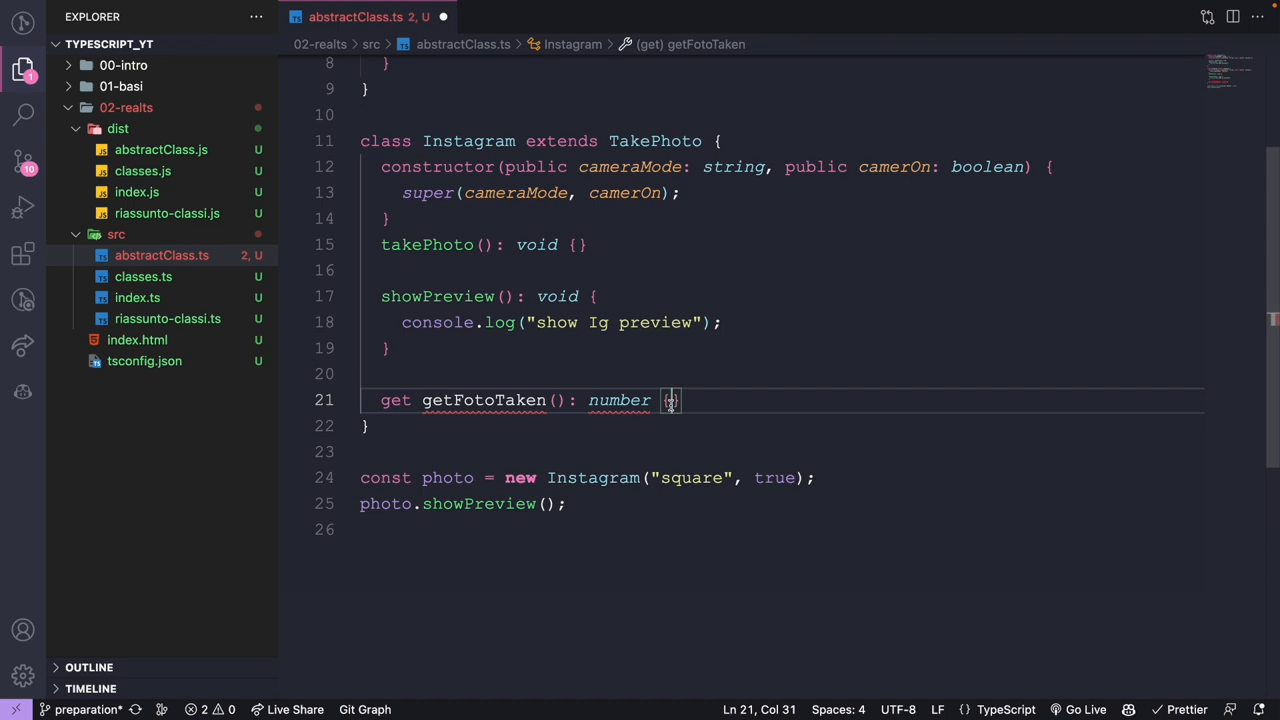 EXPLORER
TYPESCRIPT_YT
00-intro
01-basi
02-realts
dist
abstractClass.js U
classes.js U
index.js U
riassunto-classi.js U
src
abstractClass.ts 2, U
classes.ts U
index.ts U
riassunto-classi.ts U
index.html U
tsconfig.json U
OUTLINE
TIMELINE
1
10
abstractClass.ts 2, U
02-realts > src > abstractClass.ts > Instagram > (get) getFotoTaken
8 }
9 }
10
11 class Instagram extends TakePhoto {
12 constructor(public cameraMode: string, public camerOn: boolean) {
13 super(cameraMode, camerOn);
14 }
15 takePhoto(): void {}
16
17 showPreview(): void {
18 console.log("show Ig preview");
19 }
20
21 get getFotoTaken(): number {}
22 }
23
24 const photo = new Instagram("square", true);
25 photo.showPreview();
26
preparation* 2 0 Live Share Git Graph Ln 21, Col 31 Spaces: 4 UTF-8 LF {} TypeScript Go Live Prettier